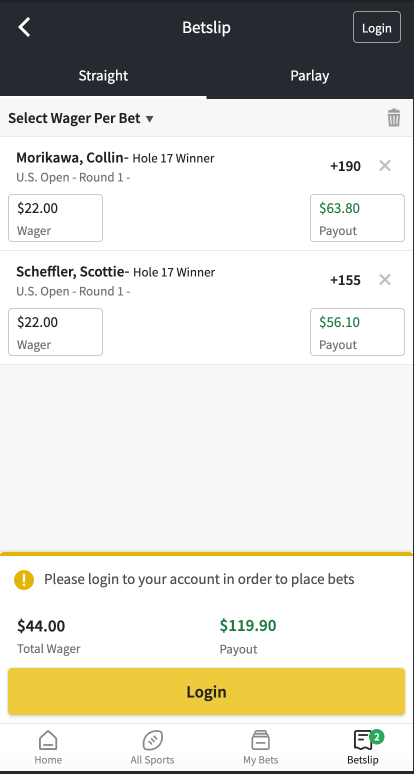 Betslip
Login
Straight
Parlay
Select Wager Per Bet ▼
Morikawa, Collin- Hole 17 Winner
+190
U.S. Open - Round 1 -
$22.00
Wager
$63.80
Payout
Scheffler, Scottie- Hole 17 Winner
+155
U.S. Open - Round 1 -
$22.00
Wager
$56.10
Payout
Please login to your account in order to place bets
$44.00
Total Wager
$119.90
Payout
Login
Home
All Sports
My Bets
2
Betslip